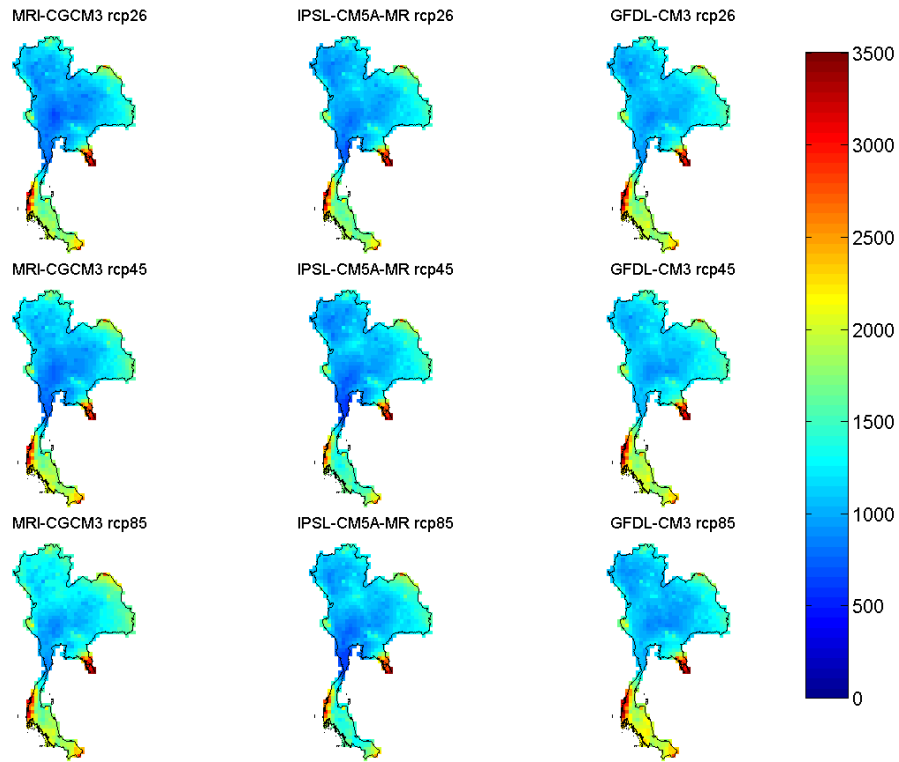 MRI-CGCM3 rcp26
IPSL-CM5A-MR rcp26
GFDL-CM3 rcp26
3500
3000
2500
2000
1500
1000
500
0
MRI-CGCM3 rcp45
IPSL-CM5A-MR rcp45
GFDL-CM3 rcp45
MRI-CGCM3 rcp85
IPSL-CM5A-MR rcp85
GFDL-CM3 rcp85